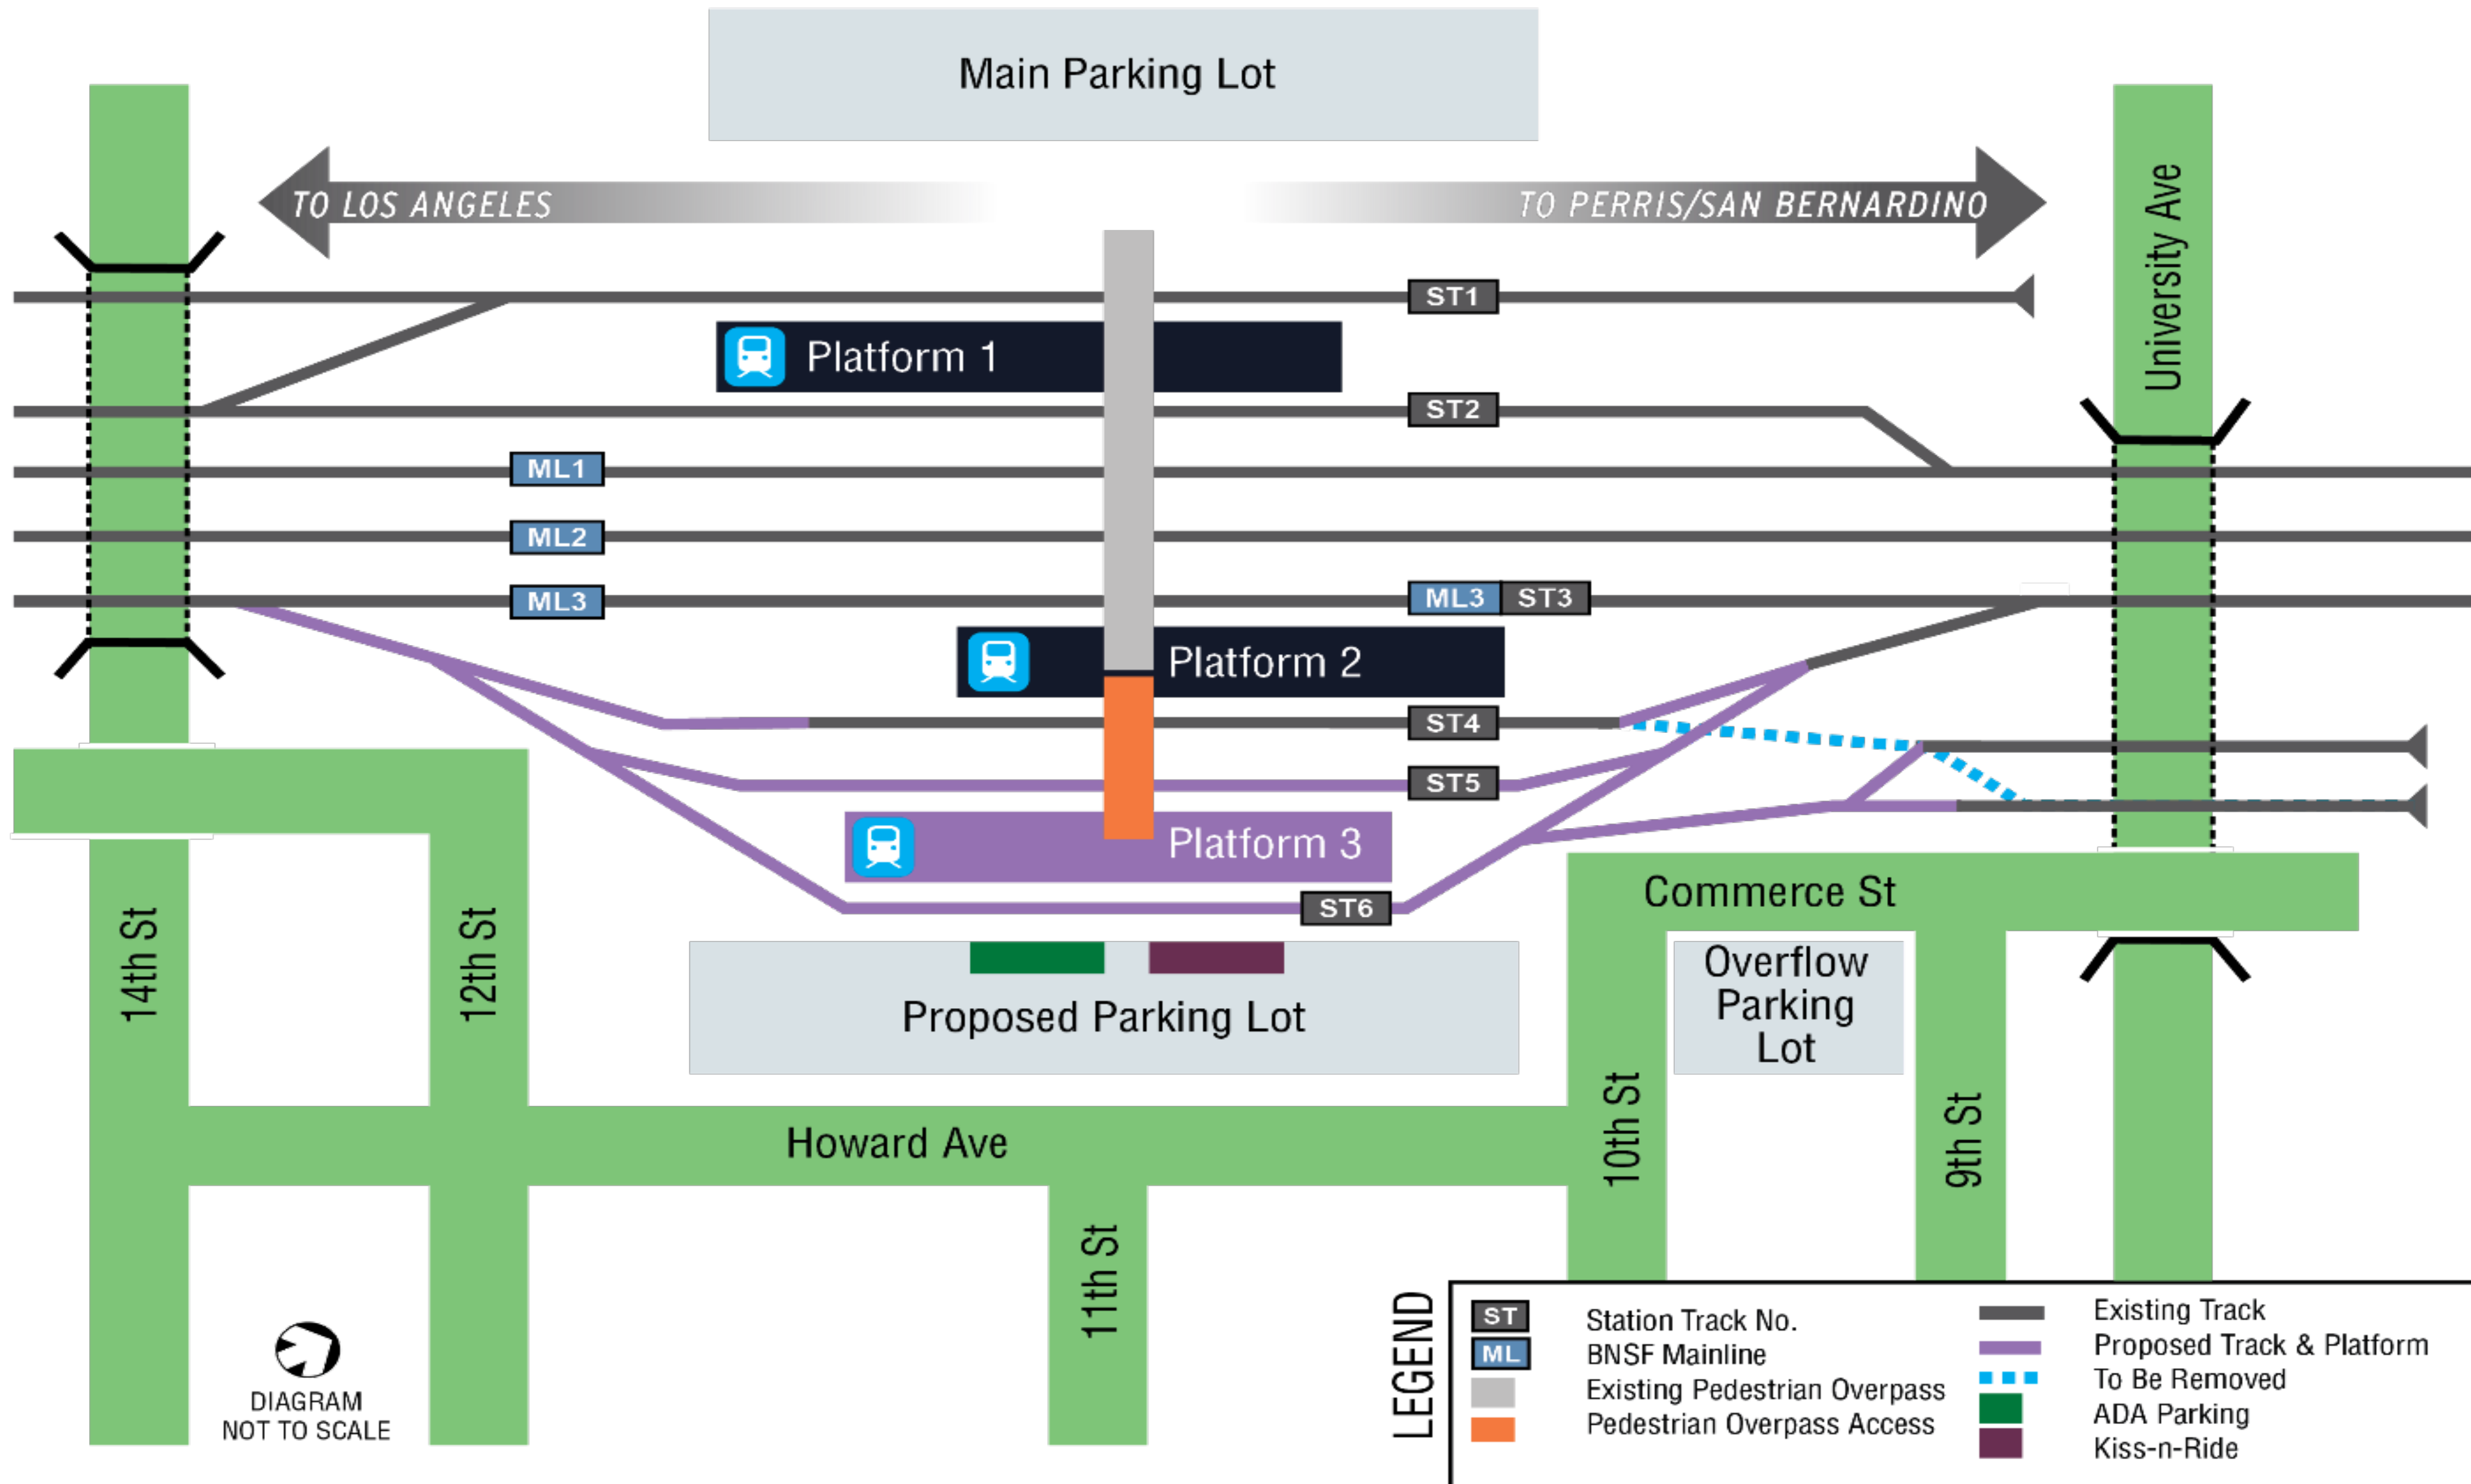 Main Parking Lot
TO LOS ANGELES
TO PERRIS/SAN BERNARDINO
University Ave
ST1
Platform 1
ST2
ML1
ML2
ML3
ML3 ST3
Platform 2
ST4
ST5
Platform 3
ST6
Commerce St
14th St
12th St
Proposed Parking Lot
Overflow
Parking
Lot
10th St
9th St
Howard Ave
11th St
DIAGRAM
NOT TO SCALE
LEGEND
ST Station Track No.
ML BNSF Mainline
Existing Pedestrian Overpass
Pedestrian Overpass Access
Existing Track
Proposed Track & Platform
To Be Removed
ADA Parking
Kiss-n-Ride